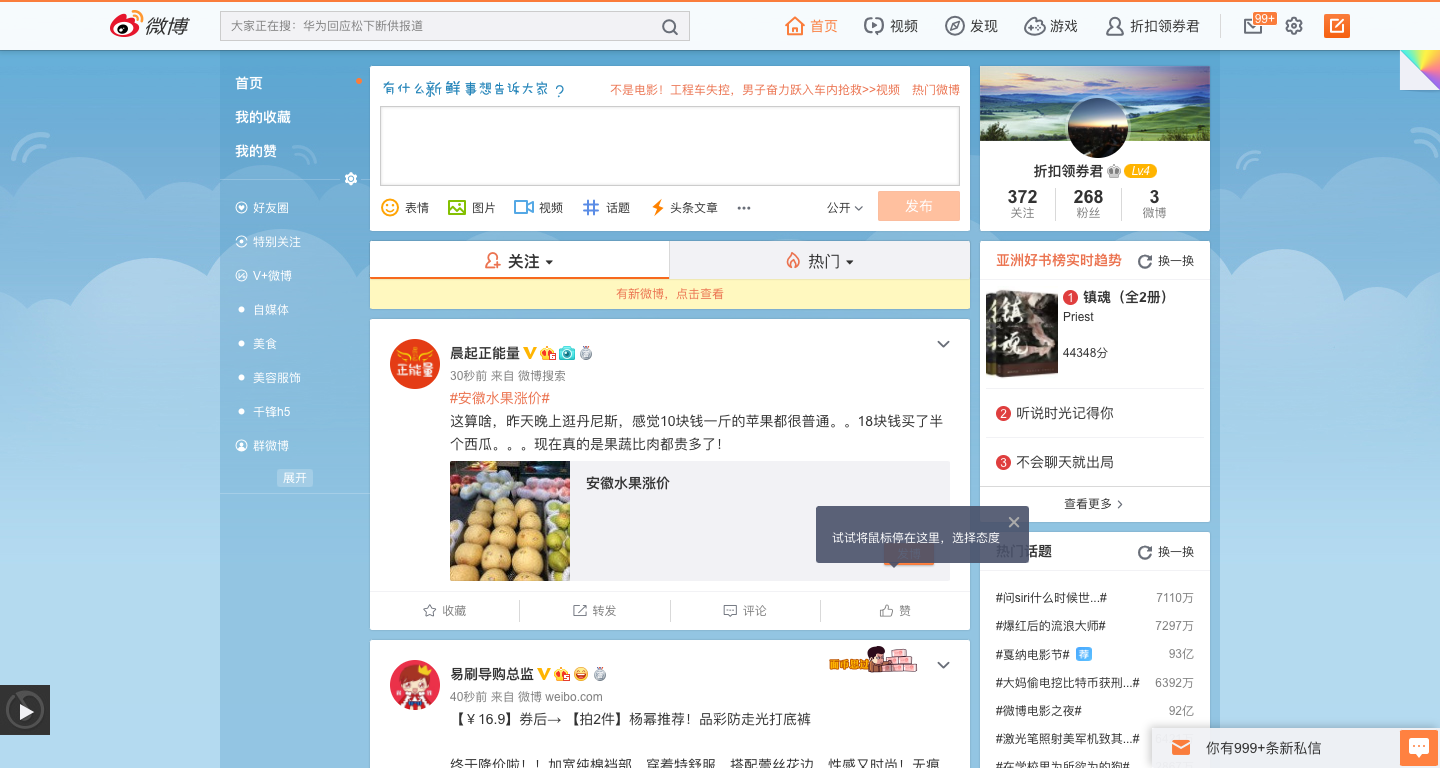 微博
大家正在搜：华为回应松下断供报道
首页
视频
发现
游戏
折扣领券君
99+
首页
我的收藏
我的赞
好友圈
特别关注
V+微博
自媒体
美食
美容服饰
千锋h5
群微博
展开
有什么新鲜事想告诉大家？
不是电影！工程车失控，男子奋力跃入车内抢救>>视频 热门微博
表情 图片 视频 话题 头条文章 公开 发布
关注
热门
有新微博，点击查看
晨起正能量
30秒前 来自 微博搜索
#安徽水果涨价#
这算啥，昨天晚上逛丹尼斯，感觉10块钱一斤的苹果都很普通。。18块钱买了半
个西瓜。。。现在真的是果蔬比肉都贵多了！
安徽水果涨价
试试将鼠标停在这里，选择态度
收藏 转发 评论 赞
易刷导购总监
40秒前 来自 微博 weibo.com
【￥16.9】券后→ 【拍2件】杨幂推荐！品彩防走光打底裤
终于降价啦！！加宽纯棉裆部，穿着特舒服，搭配蕾丝花边，性感又时尚！无痕
折扣领券君 Lv.4
372 268 3
关注 粉丝 微博
亚洲好书榜实时趋势 换一换
镇魂
1 镇魂（全2册）
Priest
44348分
2 听说时光记得你
3 不会聊天就出局
查看更多
热门话题 换一换
#问siri什么时候世...# 7110万
#爆红后的流浪大师# 7297万
#戛纳电影节# 荐 93亿
#大妈偷电挖比特币获刑...# 6392万
#微博电影之夜# 92亿
#激光笔照射美军机致其...#
#在学校里为所欲为的狗#
你有999+条新私信